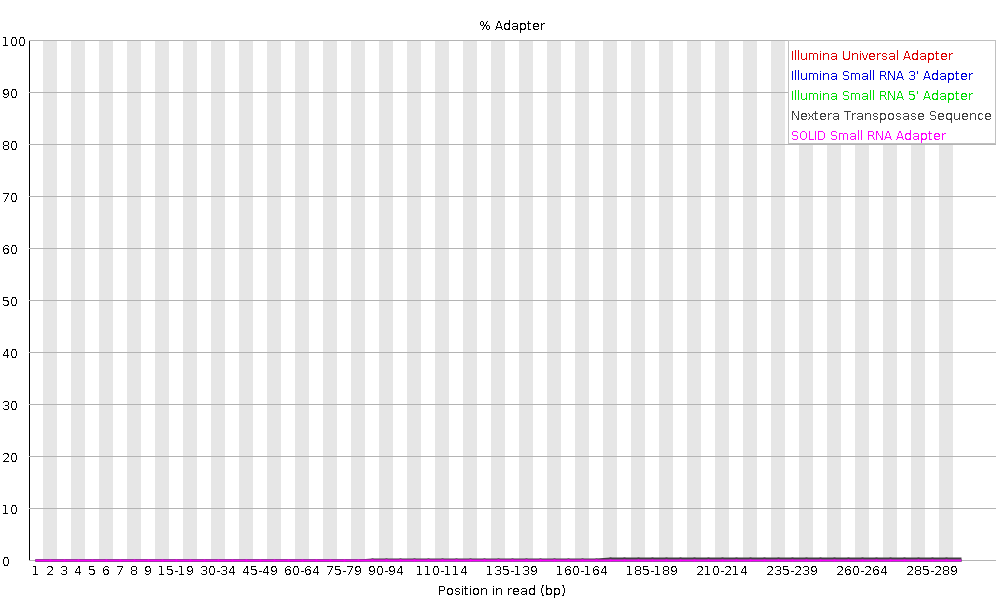 % Adapter
100
90
80
70
60
50
40
30
20
10
0
Illumina Universal Adapter
Illumina Small RNA 3' Adapter
Illumina Small RNA 5' Adapter
Nextera Transposase Sequence
SOLID Small RNA Adapter
1 2 3 4 5 6 7 8 9 15-19 30-34 45-49 60-64 75-79 90-94 110-114 135-139 160-164 185-189 210-214 235-239 260-264 285-289
Position in read (bp)